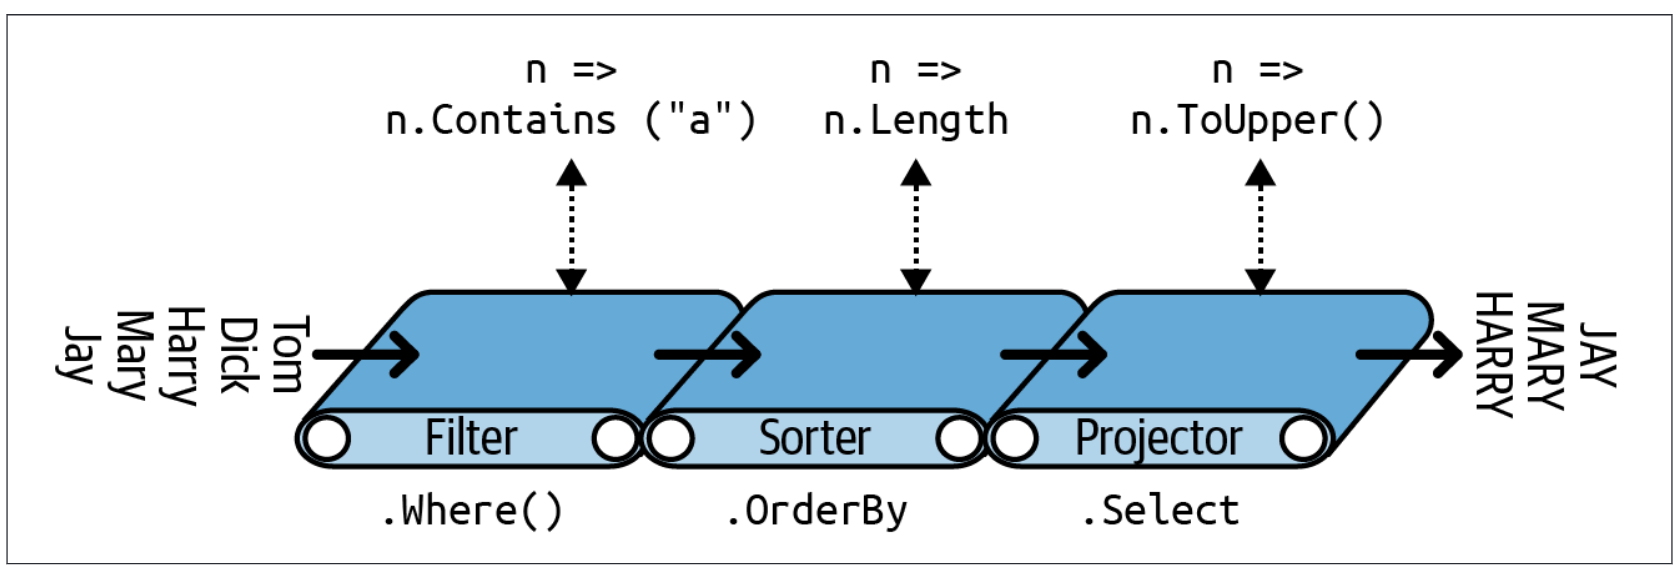 n =>
n.Contains ("a")
n =>
n.Length
n =>
n.ToUpper()
Jay
Mary
Harry
Dick
Tom
HARRY
MARY
JAY
Filter
Sorter
Projector
.Where()
.OrderBy
.Select